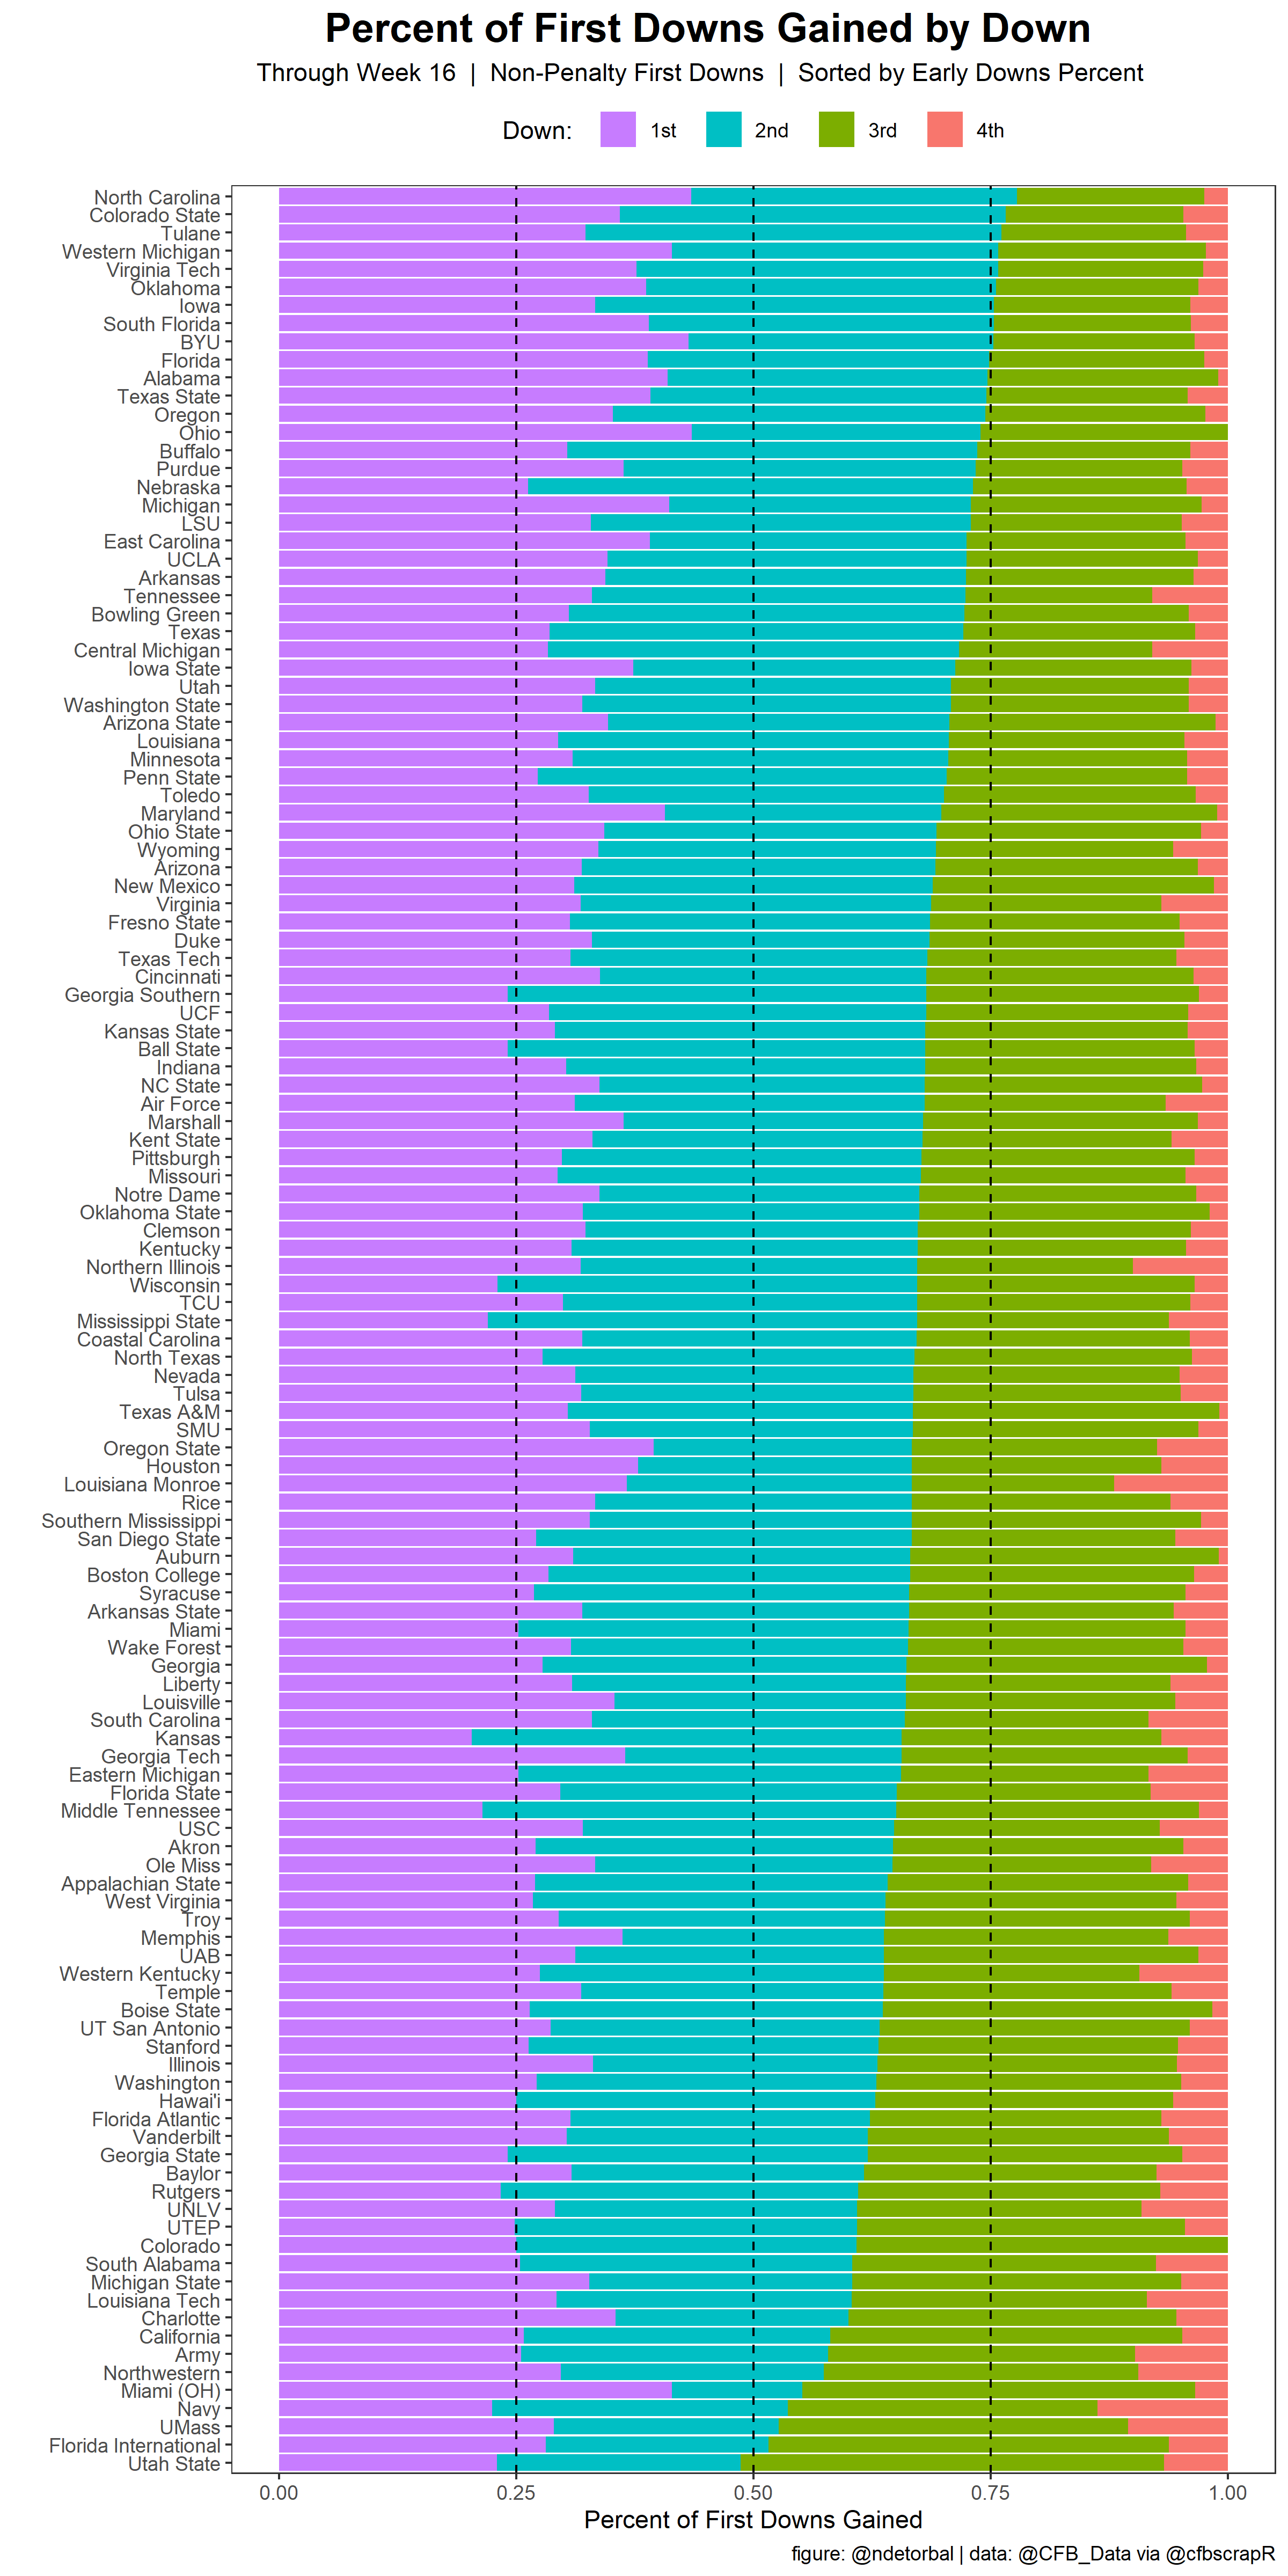 Percent of First Downs Gained by Down
Through Week 16 | Non-Penalty First Downs | Sorted by Early Downs Percent
Down: 1st 2nd 3rd 4th
North Carolina
Colorado State
Tulane
Western Michigan
Virginia Tech
Oklahoma
Iowa
South Florida
BYU
Florida
Alabama
Texas State
Oregon
Ohio
Buffalo
Purdue
Nebraska
Michigan
LSU
East Carolina
UCLA
Arkansas
Tennessee
Bowling Green
Texas
Central Michigan
Iowa State
Utah
Washington State
Arizona State
Louisiana
Minnesota
Penn State
Toledo
Maryland
Ohio State
Wyoming
Arizona
New Mexico
Virginia
Fresno State
Duke
Texas Tech
Cincinnati
Georgia Southern
UCF
Kansas State
Ball State
Indiana
NC State
Air Force
Marshall
Kent State
Pittsburgh
Missouri
Notre Dame
Oklahoma State
Clemson
Kentucky
Northern Illinois
Wisconsin
TCU
Mississippi State
Coastal Carolina
North Texas
Nevada
Tulsa
Texas A&M
SMU
Oregon State
Houston
Louisiana Monroe
Rice
Southern Mississippi
San Diego State
Auburn
Boston College
Syracuse
Arkansas State
Miami
Wake Forest
Georgia
Liberty
Louisville
South Carolina
Kansas
Georgia Tech
Eastern Michigan
Florida State
Middle Tennessee
USC
Akron
Ole Miss
Appalachian State
West Virginia
Troy
Memphis
UAB
Western Kentucky
Temple
Boise State
UT San Antonio
Stanford
Illinois
Washington
Hawai'i
Florida Atlantic
Vanderbilt
Georgia State
Baylor
Rutgers
UNLV
UTEP
Colorado
South Alabama
Michigan State
Louisiana Tech
Charlotte
California
Army
Northwestern
Miami (OH)
Navy
UMass
Florida International
Utah State
0.00 0.25 0.50 0.75 1.00
Percent of First Downs Gained
figure: @ndetorbal | data: @CFB_Data via @cfbscrapR